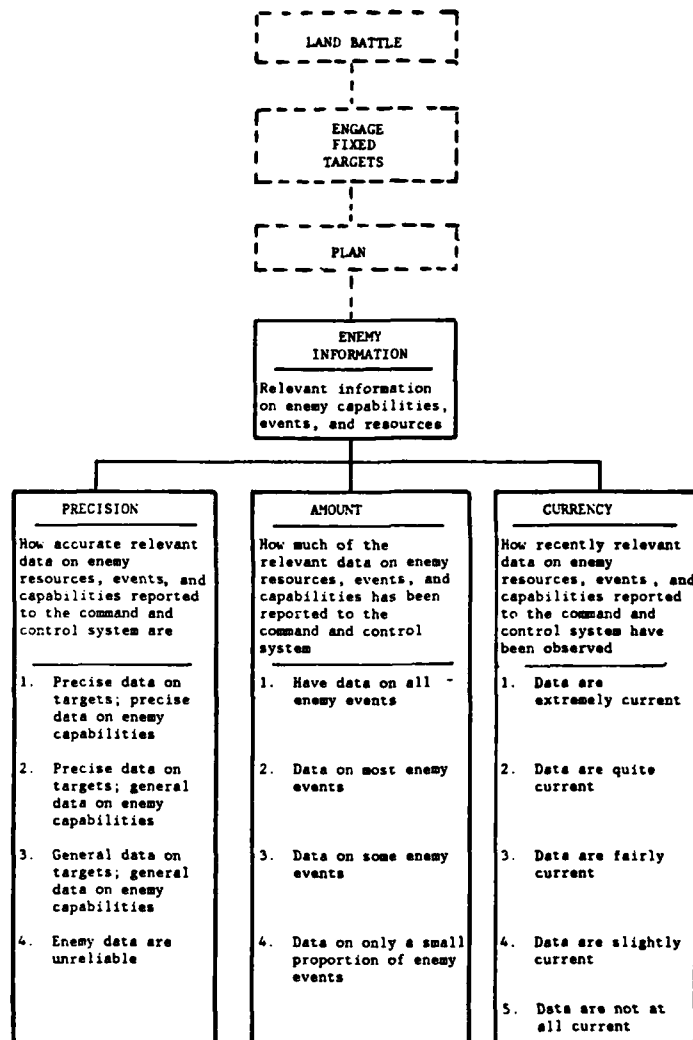 LAND BATTLE
ENGAGE
FIXED
TARGETS
PLAN
ENEMY
INFORMATION
Relevant information
on enemy capabilities,
events, and resources
PRECISION
How accurate relevant
data on enemy
resources, events, and
capabilities reported
to the command and
control system are
1. Precise data on
targets; precise
data on enemy
capabilities
2. Precise data on
targets; general
data on enemy
capabilities
3. General data on
targets; general
data on enemy
capabilities
4. Enemy data are
unreliable
AMOUNT
How much of the
relevant data on enemy
resources, events, and
capabilities has been
reported to the
command and control
system
1. Have data on all
enemy events
2. Data on most enemy
events
3. Data on some enemy
events
4. Data on only a small
proportion of enemy
events
CURRENCY
How recently relevant
data on enemy
resources, events, and
capabilities reported
to the command and
control system have
been observed
1. Data are
extremely current
2. Data are quite
current
3. Data are fairly
current
4. Data are slightly
current
5. Data are not at
all current